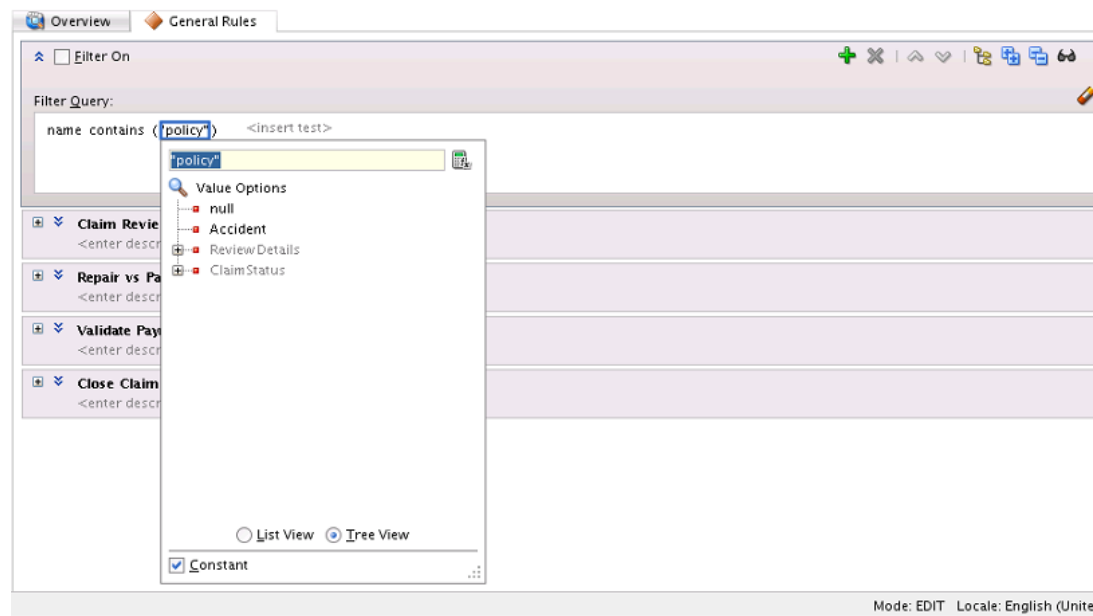 Overview General Rules
Filter On
Filter Query:
name contains ("policy") <insert test>
"policy"
Value Options
null
Accident
ReviewDetails
ClaimStatus
Claim Revie
<enter descr
Repair vs Pa
<enter descr
Validate Pay
<enter descr
Close Claim
<enter descr
List View Tree View
Constant
Mode: EDIT Locale: English (Unite